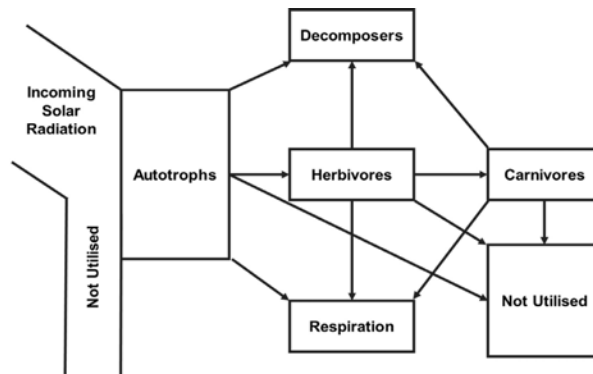 Decomposers
Incoming
Solar
Radiation
Autotrophs
Herbivores
Carnivores
Not Utilised
Not Utilised
Respiration